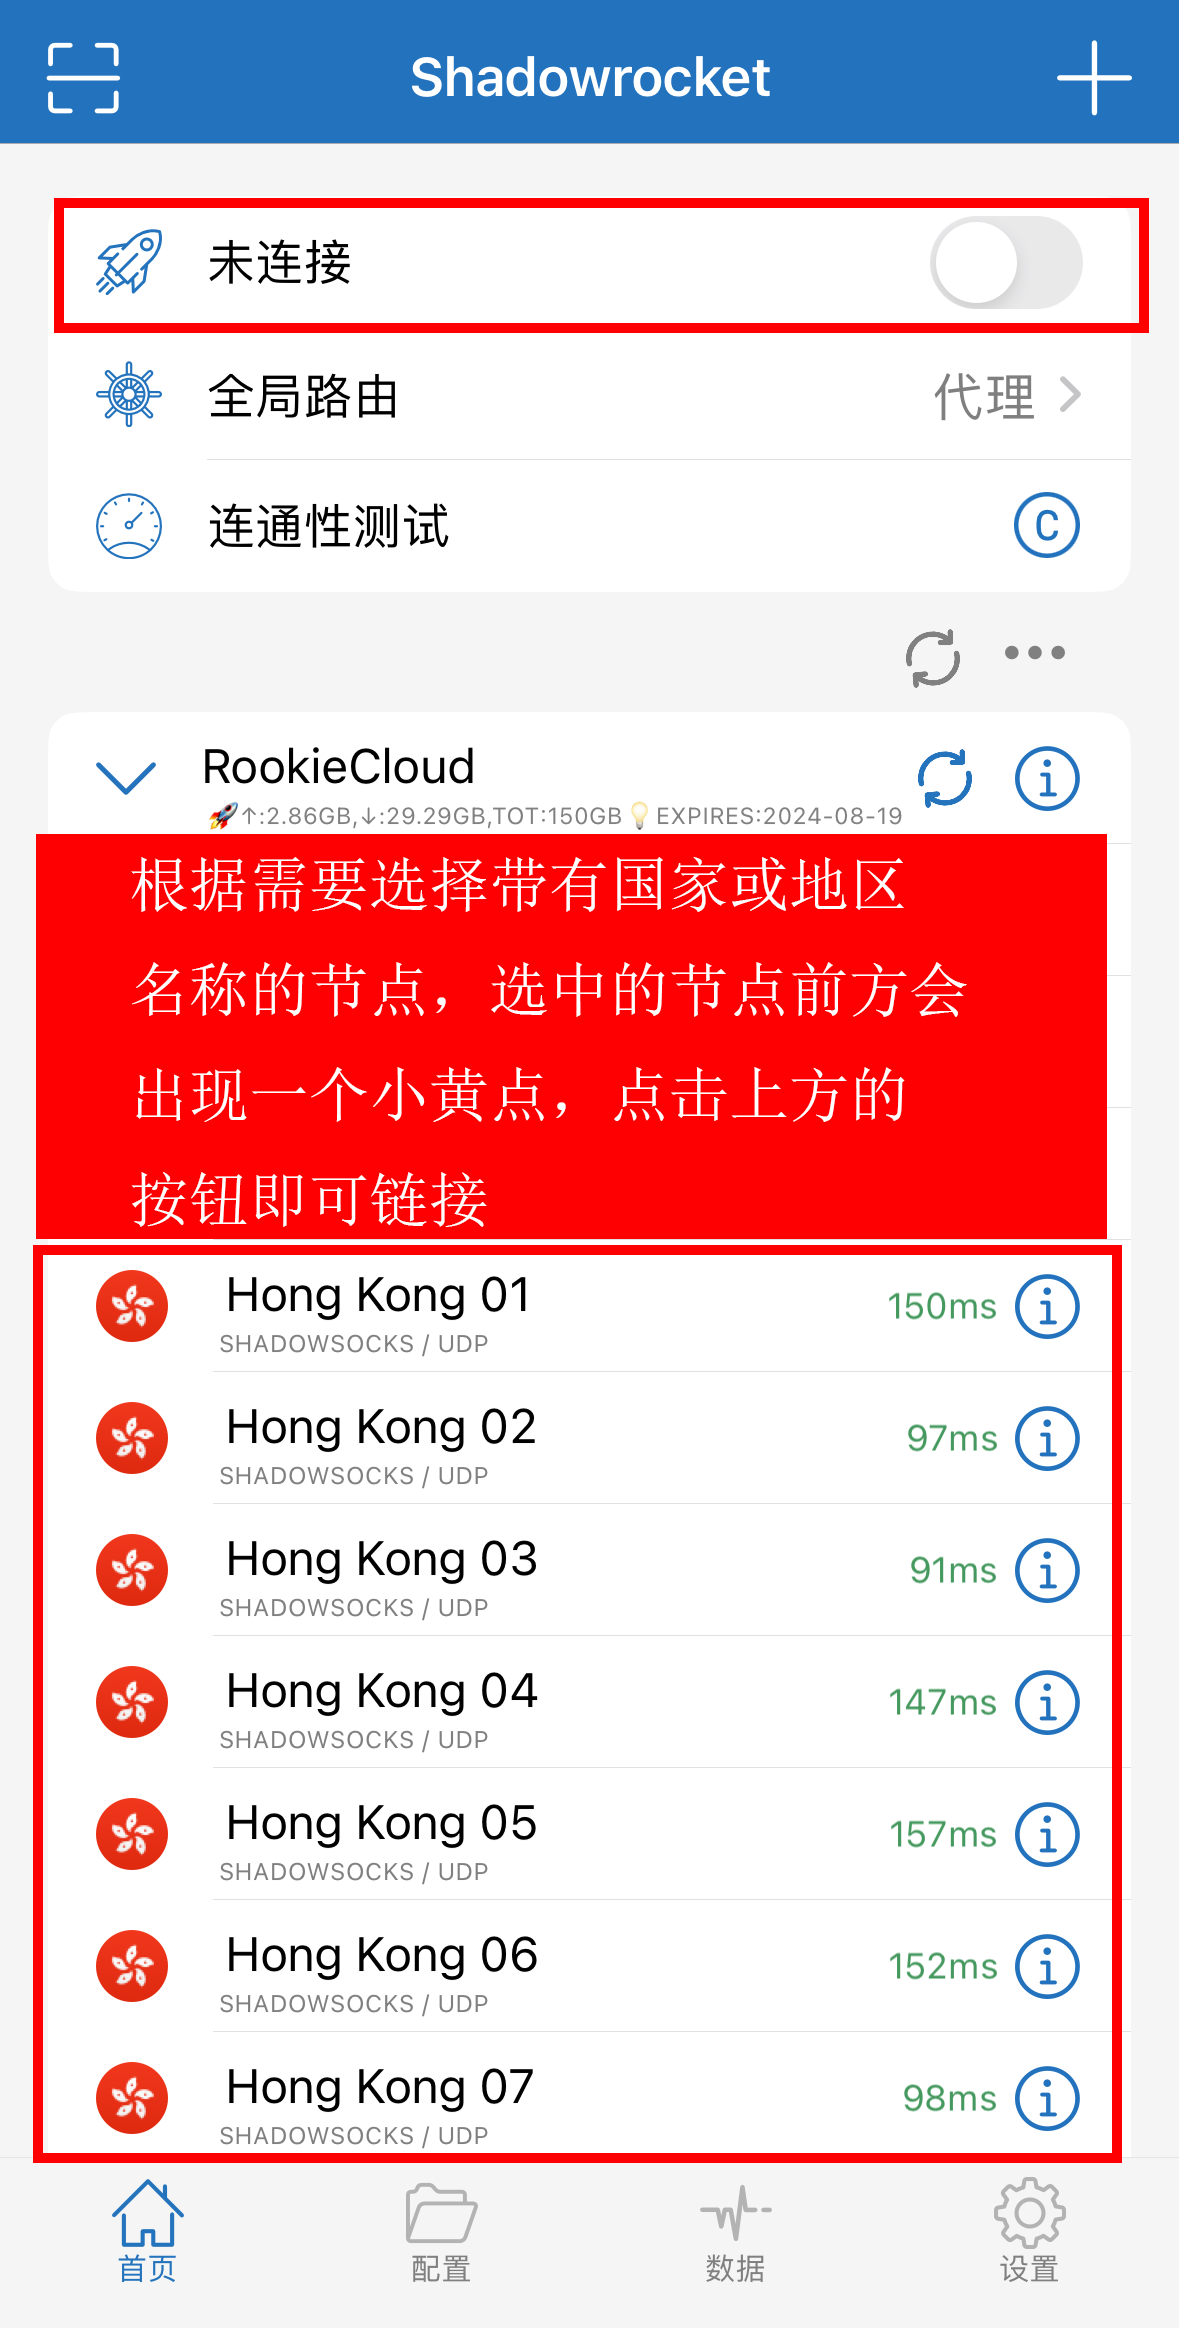 Shadowrocket
未连接
全局路由 代理
连通性测试
RookieCloud
🚀↑:2.86GB,↓:29.29GB,TOT:150GB💡EXPIRES:2024-08-19
根据需要选择带有国家或地区
名称的节点，选中的节点前方会
出现一个小黄点，点击上方的
按钮即可链接
Hong Kong 01 150ms
SHADOWSOCKS / UDP
Hong Kong 02 97ms
SHADOWSOCKS / UDP
Hong Kong 03 91ms
SHADOWSOCKS / UDP
Hong Kong 04 147ms
SHADOWSOCKS / UDP
Hong Kong 05 157ms
SHADOWSOCKS / UDP
Hong Kong 06 152ms
SHADOWSOCKS / UDP
Hong Kong 07 98ms
SHADOWSOCKS / UDP
首页 配置 数据 设置